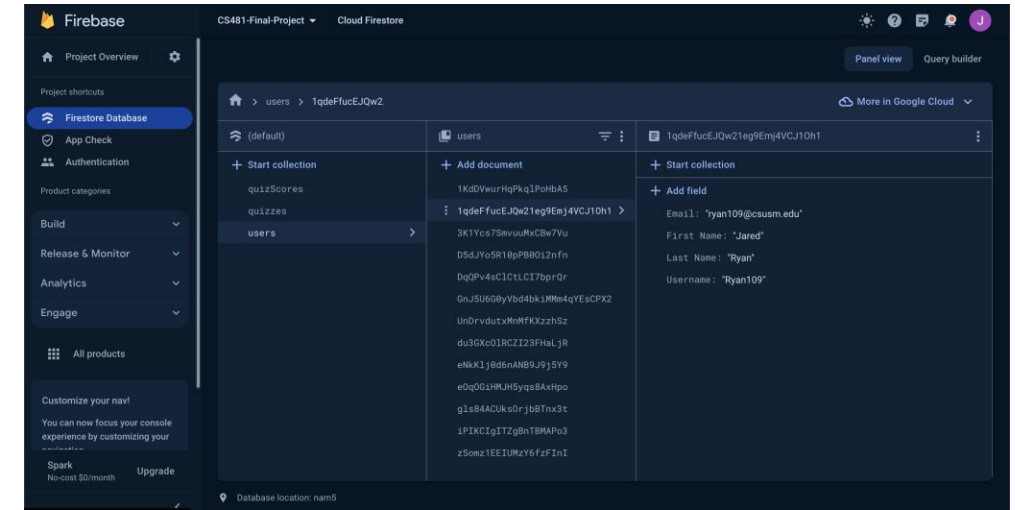 Firebase
CS481-Final-Project Cloud Firestore
J
Project Overview
Panel view Query builder
Project shortcuts
Firestore Database
App Check
Authentication
Product categories
Build
Release & Monitor
Analytics
Engage
All products
Customize your nav!
You can now focus your console
experience by customizing your
Spark
No-cost $0/month
Upgrade
> users > 1qdeFfucEJQw2
More in Google Cloud
(default)
+ Start collection
quizScores
quizzes
users
users
+ Add document
1KdDVwurHqPkqlPoHbA5
1qdeFfucEJQw21eg9Emj4VCJ1Oh1
3K1Ycs7SmvuuMxCBw7Vu
D5dJYo5R10pPB0Oi2nfn
DqQPv4sClCtLCI7bprQr
GnJ5U6G0yVbd4bkiMMm4qYEsCPX2
UnDrvdutxMnMfKXzzhSz
du3GXcOlRCZI23FHaLjR
eNkKlj0d6nANB9J9j5Y9
eOqOGiHMJH5yqs8AxHpo
gls84ACUksOrjbBTnx3t
iPIKCIgITZgBnTBMAPo3
zSomz1EEIUMzY6fzFInI
1qdeFfucEJQw21eg9Emj4VCJ1Oh1
+ Start collection
+ Add field
Email: "ryan109@csusm.edu"
First Name: "Jared"
Last Name: "Ryan"
Username: "Ryan109"
Database location: nam5